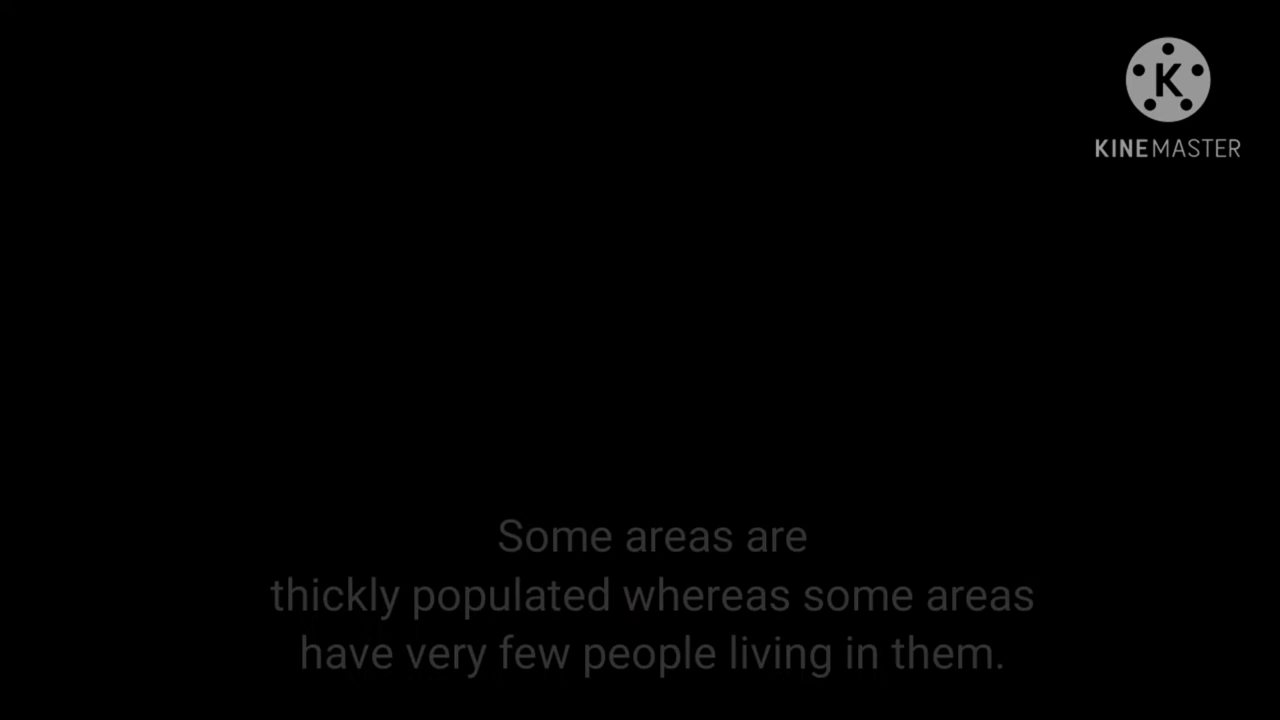 K
KINEMASTER
Some areas are
thickly populated whereas some areas
have very few people living in them.